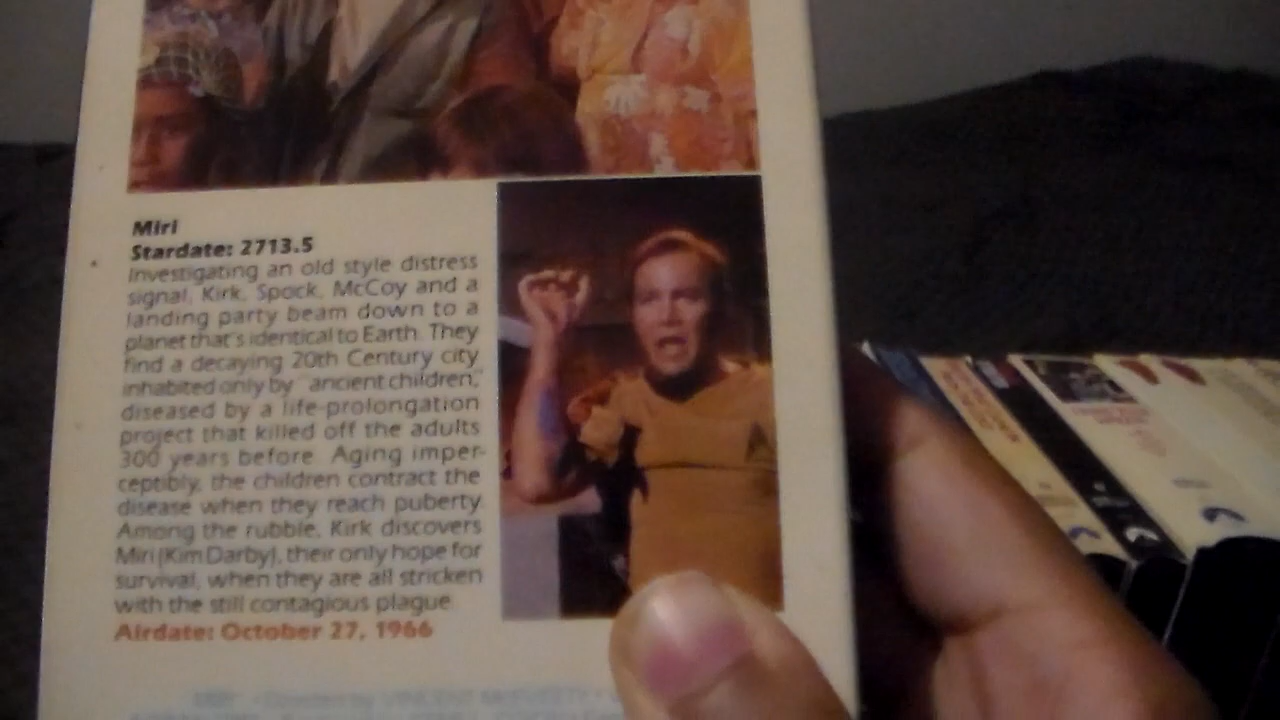 Miri
Stardate: 2713.5
Investigating an old style distress
signal, Kirk, Spock, McCoy and a
landing party beam down to a
planet that's identical to Earth. They
find a decaying 20th Century city
inhabited only by "ancient children,"
diseased by a life-prolongation
project that killed off the adults
300 years before. Aging imper-
ceptibly, the children contract the
disease when they reach puberty.
Among the rubble, Kirk discovers
Miri (Kim Darby), their only hope for
survival, when they are all stricken
with the still contagious plague.
Airdate: October 27, 1966